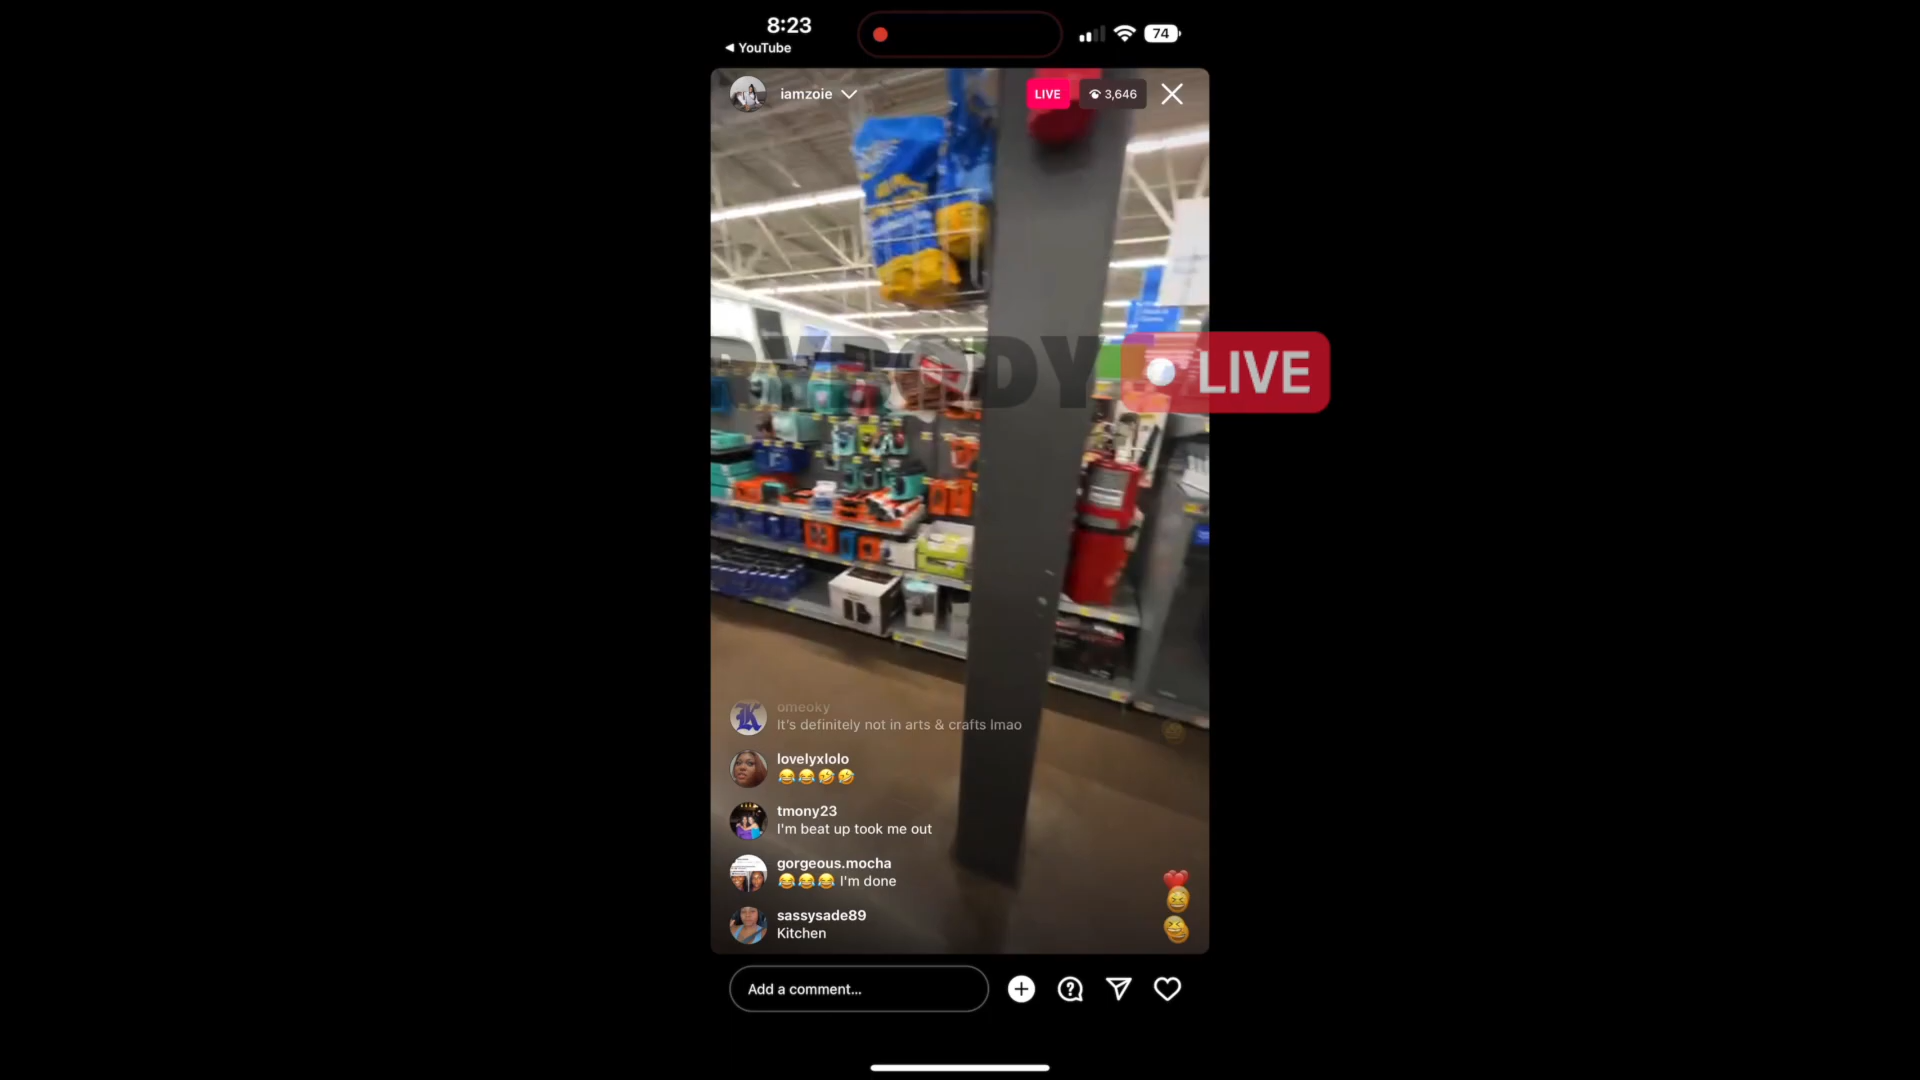 8:23
YouTube
74
iamzoie
LIVE
3,646
LIVE
omeoky
It's definitely not in arts & crafts lmao
lovelyxlolo
😂😂🤣🤣
tmony23
I'm beat up took me out
gorgeous.mocha
😂😂😂 I'm done
sassysade89
Kitchen
Add a comment...